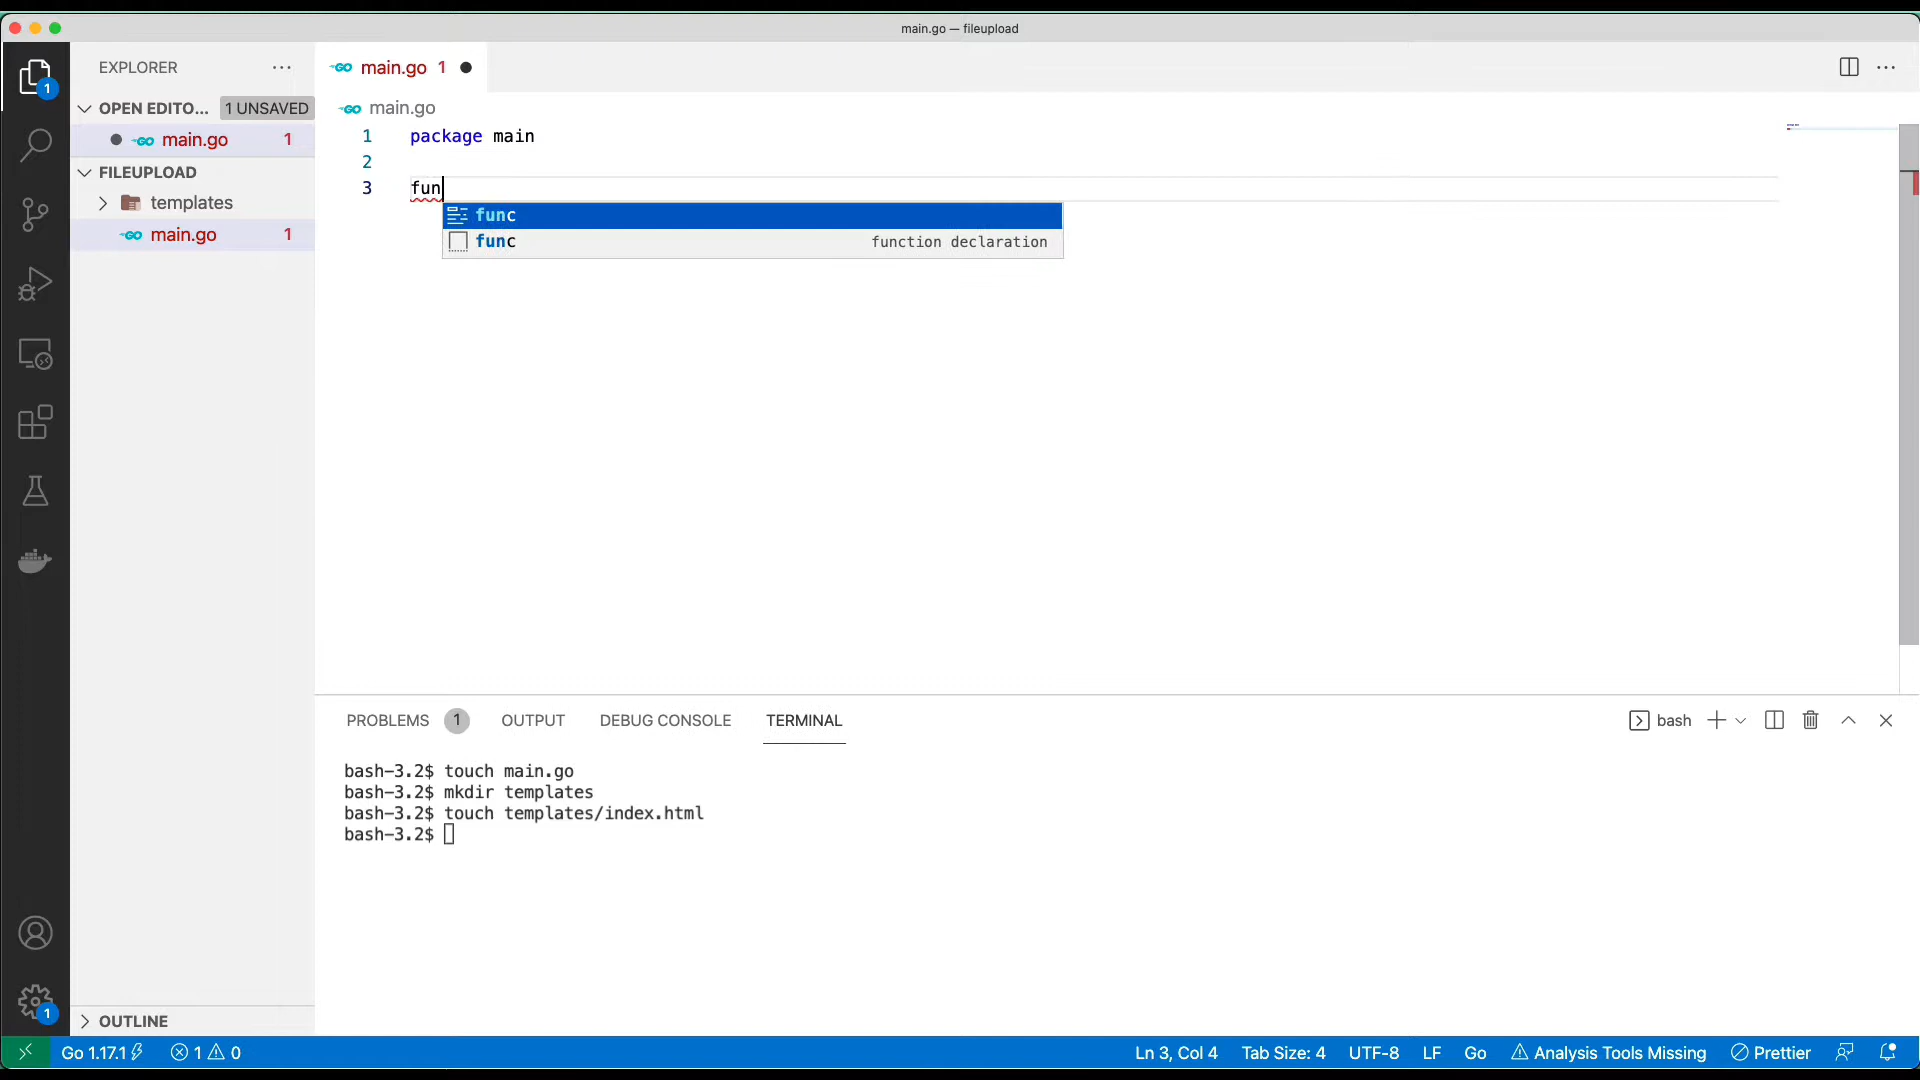 main.go — fileupload
EXPLORER
main.go 1
OPEN EDITO... 1 UNSAVED
main.go
main.go 1
1 package main
FILEUPLOAD
2
templates
3 fun
func
main.go 1
func function declaration
PROBLEMS 1 OUTPUT DEBUG CONSOLE TERMINAL bash
bash-3.2$ touch main.go
bash-3.2$ mkdir templates
bash-3.2$ touch templates/index.html
bash-3.2$
1
1
OUTLINE
Go 1.17.1 1 0 Ln 3, Col 4 Tab Size: 4 UTF-8 LF Go Analysis Tools Missing Prettier